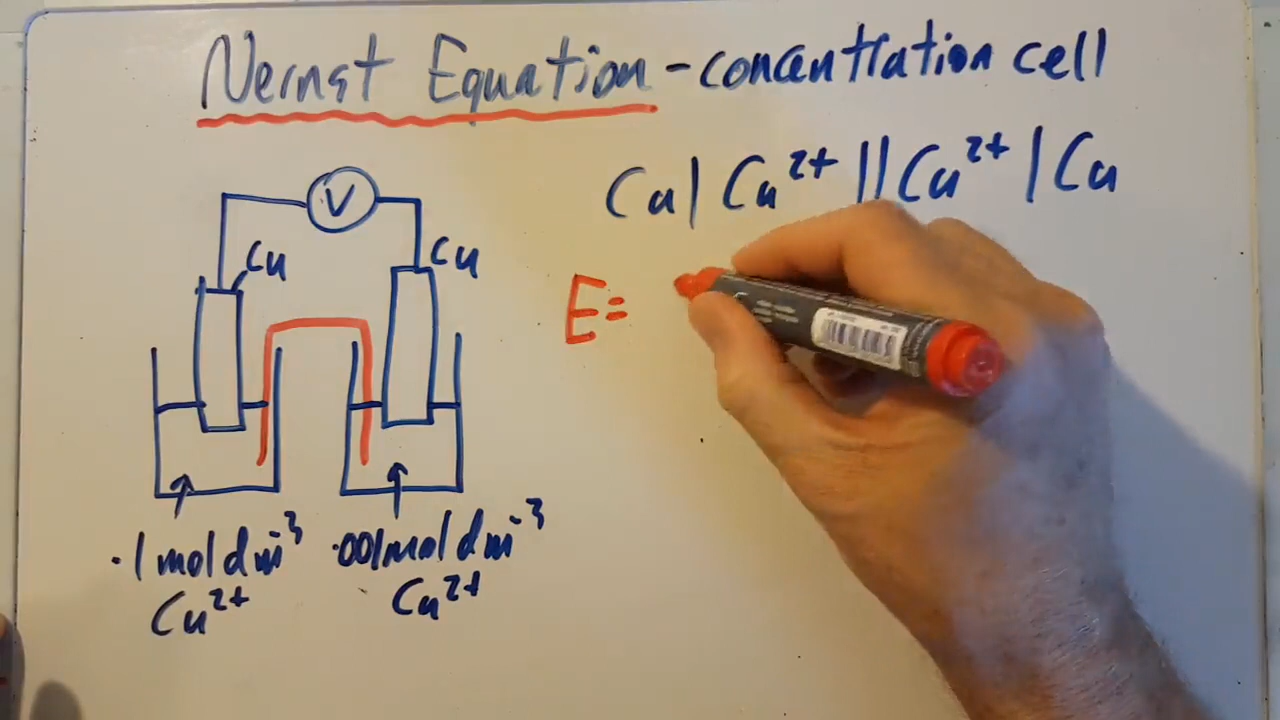 Nernst Equation - concentration cell
Cu | Cu²⁺ || Cu²⁺ | Cu
V
Cu
Cu
E=
.1 mol dm⁻³
Cu²⁺
.001 mol dm⁻³
Cu²⁺